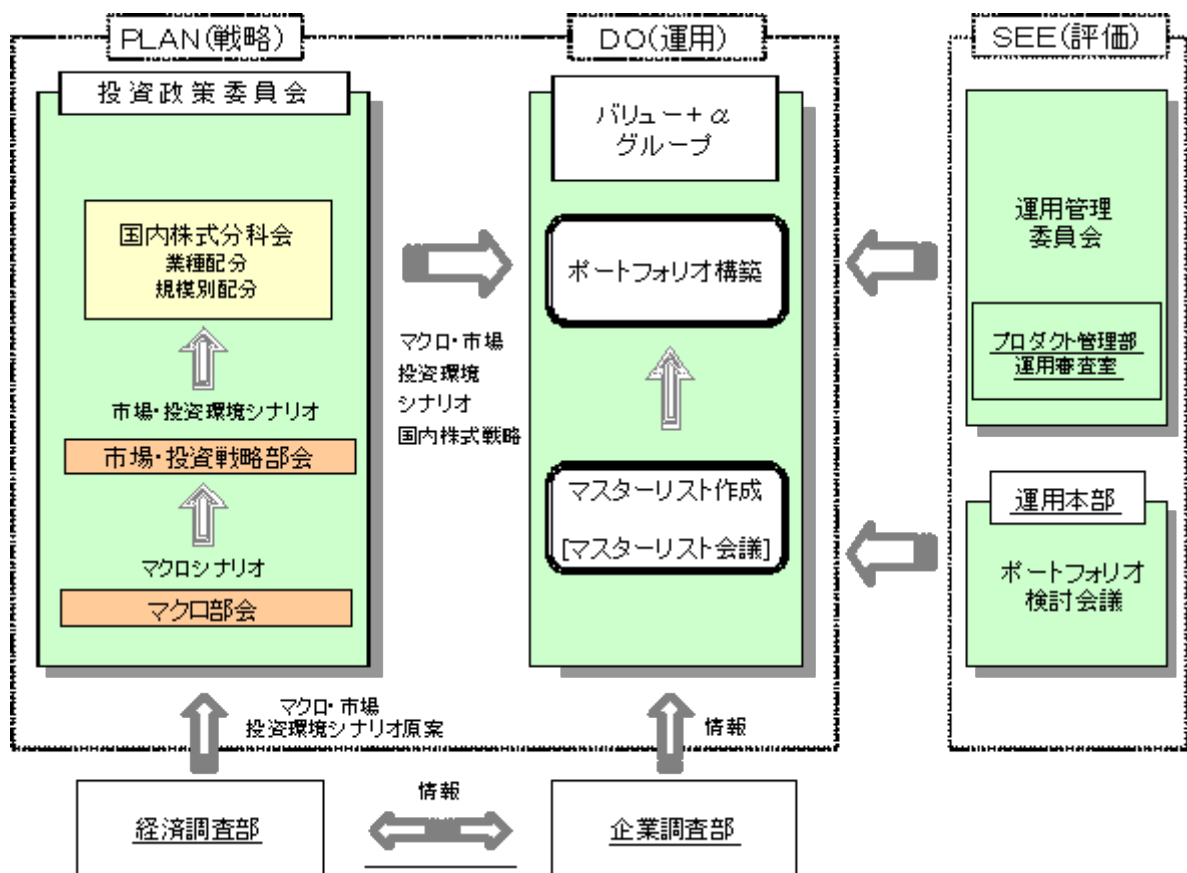 PLAN(戦略)
投資政策委員会
国内株式分科会
業種配分
規模別配分
市場・投資環境シナリオ
市場・投資戦略部会
マクロシナリオ
マクロ部会
マクロ・市場
投資環境シナリオ原案
経済調査部
マクロ・市場
投資環境
シナリオ
国内株式戦略
情報
DO(運用)
バリュー+α
グループ
ポートフォリオ構築
マスターリスト作成
[マスターリスト会議]
情報
企業調査部
SEE(評価)
運用管理
委員会
プロダクト管理部
運用審査室
運用本部
ポートフォリオ
検討会議